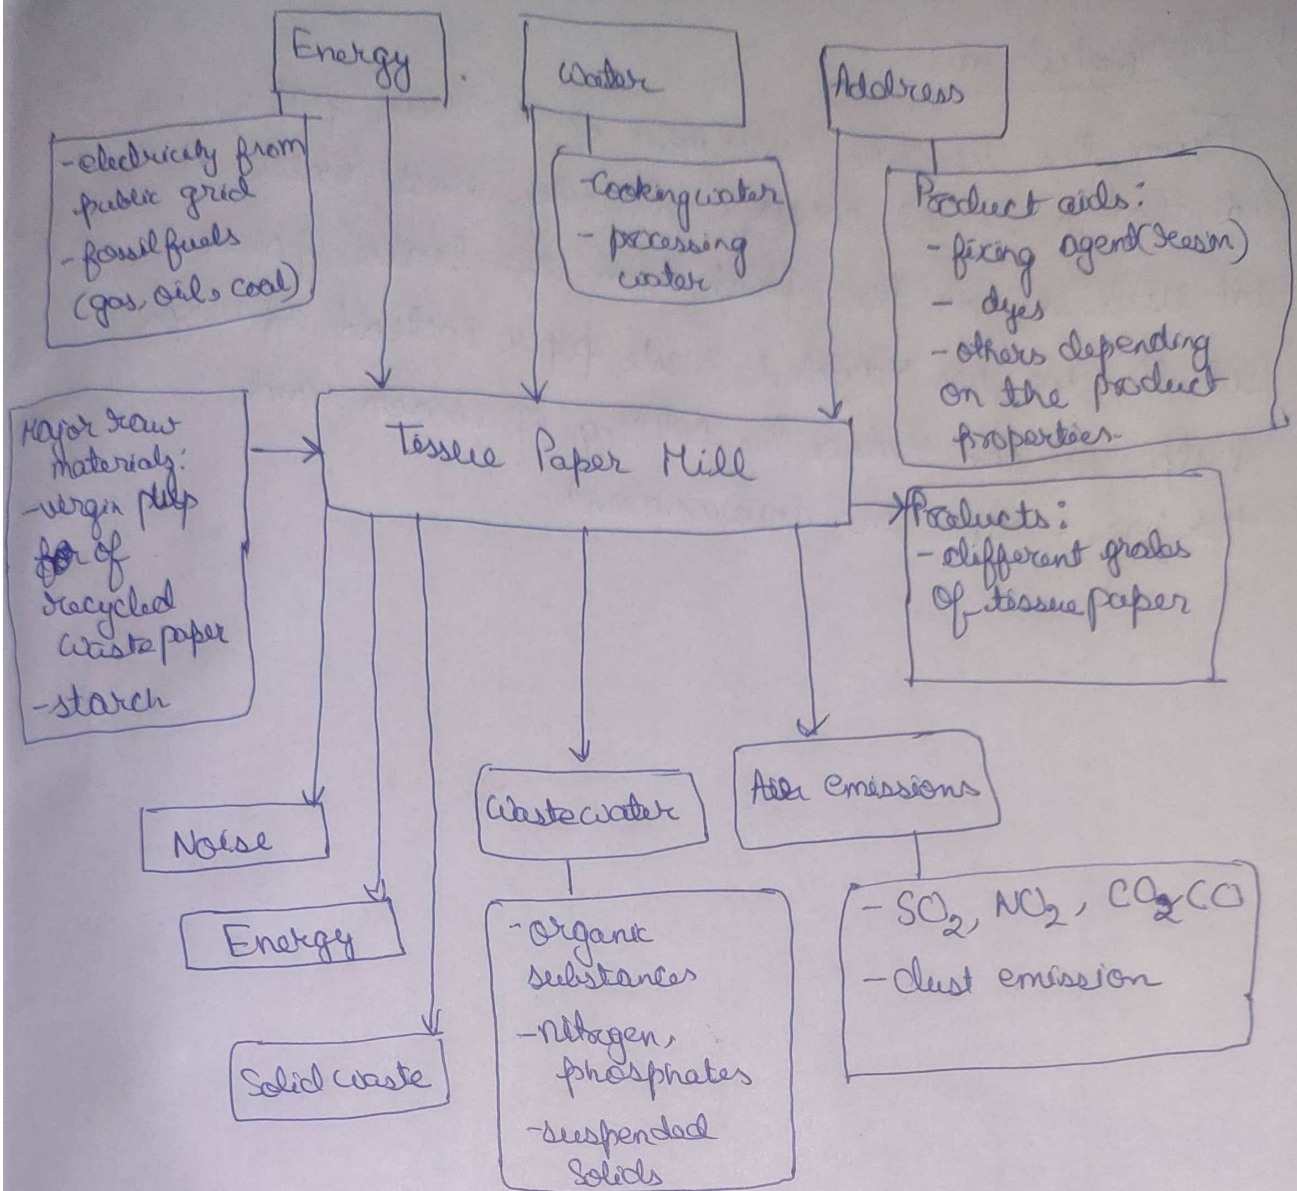 Energy
Water
Address
-electricity from
public grid
-fossil fuels
(gas, oil, coal)
-Cooking water
- processing
water
Product aids:
-fixing agent(resin)
- dyes
-others depending
on the product
properties-
Major raw
materials:
-vergin pulp
or of
recycled
waste paper
-starch
Tissue Paper Mill
Products:
-different grabs
of tissue paper
Noise
Energy
Solid waste
Wastewater
-organic
substances
-nitrogen,
phosphates
-suspended
solids
Air emissions
-SO₂, NO₂, CO₂ CO
-dust emission